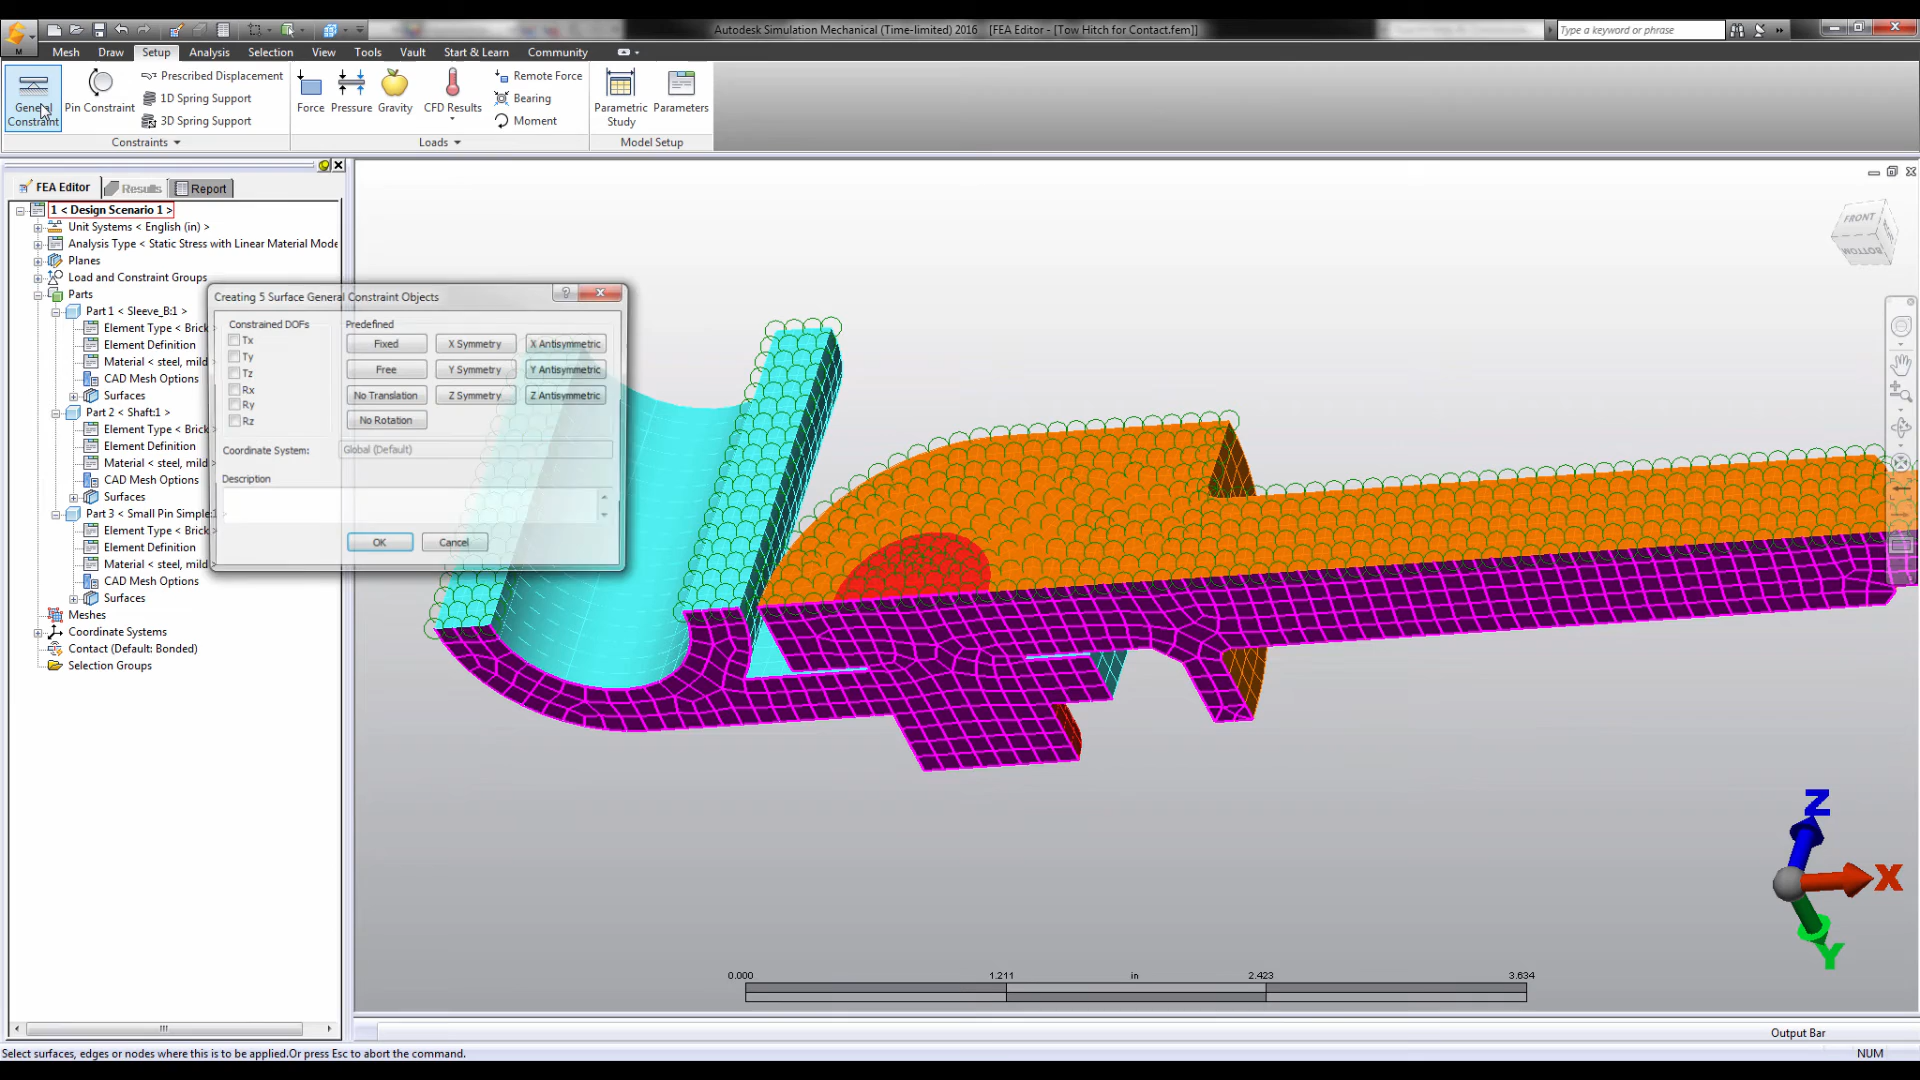 Autodesk Simulation Mechanical (Time-limited) 2016   [FEA Editor - [Tow Hitch for Contact.fem]]
Type a keyword or phrase
M
Mesh Draw Setup Analysis Selection View Tools Vault Start & Learn Community
General Constraint
Pin Constraint
Prescribed Displacement
1D Spring Support
3D Spring Support
Force
Pressure
Gravity
CFD Results
Remote Force
Bearing
Moment
Parametric Study
Parameters
Constraints
Loads
Model Setup
FEA Editor
Results
Report
1 < Design Scenario 1 >
Unit Systems < English (in) >
Analysis Type < Static Stress with Linear Material Mode
Planes
Load and Constraint Groups
Parts
Part 1 < Sleeve_B:1 >
Element Type < Brick
Element Definition
Material < steel, mild
CAD Mesh Options
Surfaces
Part 2 < Shaft:1 >
Element Type < Brick
Element Definition
Material < steel, mild
CAD Mesh Options
Surfaces
Part 3 < Small Pin Simple:1
Element Type < Brick
Element Definition
Material < steel, mild
CAD Mesh Options
Surfaces
Meshes
Coordinate Systems
Contact (Default: Bonded)
Selection Groups
Creating 5 Surface General Constraint Objects
Constrained DOFs
Tx
Ty
Tz
Rx
Ry
Rz
Predefined
Fixed X Symmetry X Antisymmetric
Free Y Symmetry Y Antisymmetric
No Translation Z Symmetry Z Antisymmetric
No Rotation
Coordinate System: Global (Default)
Description
OK Cancel
FRONT
BOTTOM
Z
X
Y
0.000 1.211 in 2.423 3.634
Output Bar
Select surfaces, edges or nodes where this is to be applied.Or press Esc to abort the command.
NUM